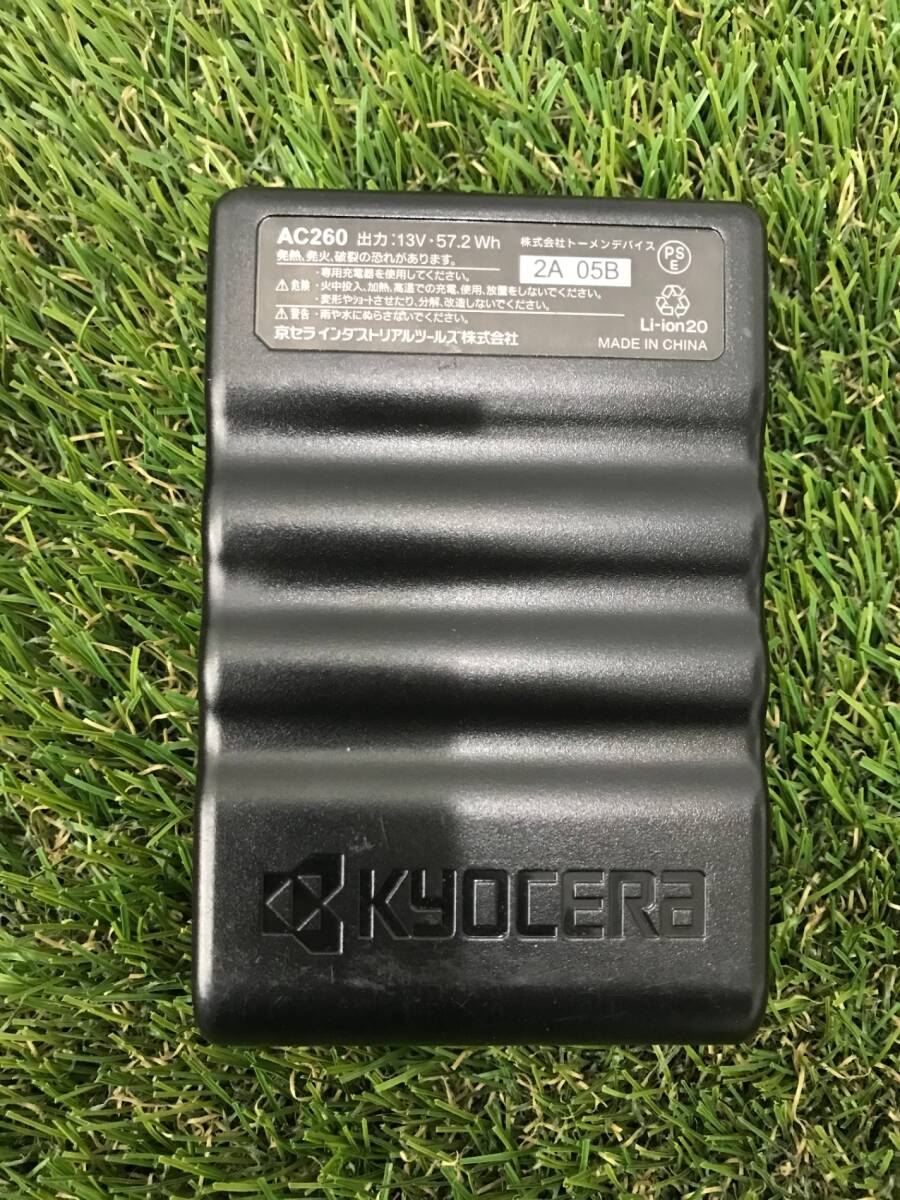 AC260 出力:13V・57.2Wh 株式会社トーメンデバイス
PS
E
発熱、発火、破裂の恐れがあります。
2A 05B
危険 ・専用充電器を使用してください。
・火中投入、加熱、高温での充電、使用、放置をしないでください。
・変形やショートさせたり、分解、改造しないでください。
警告 ・雨や水にぬらさないでください。
Li-ion20
京セラインダストリアルツールズ株式会社
MADE IN CHINA
KYOCERA